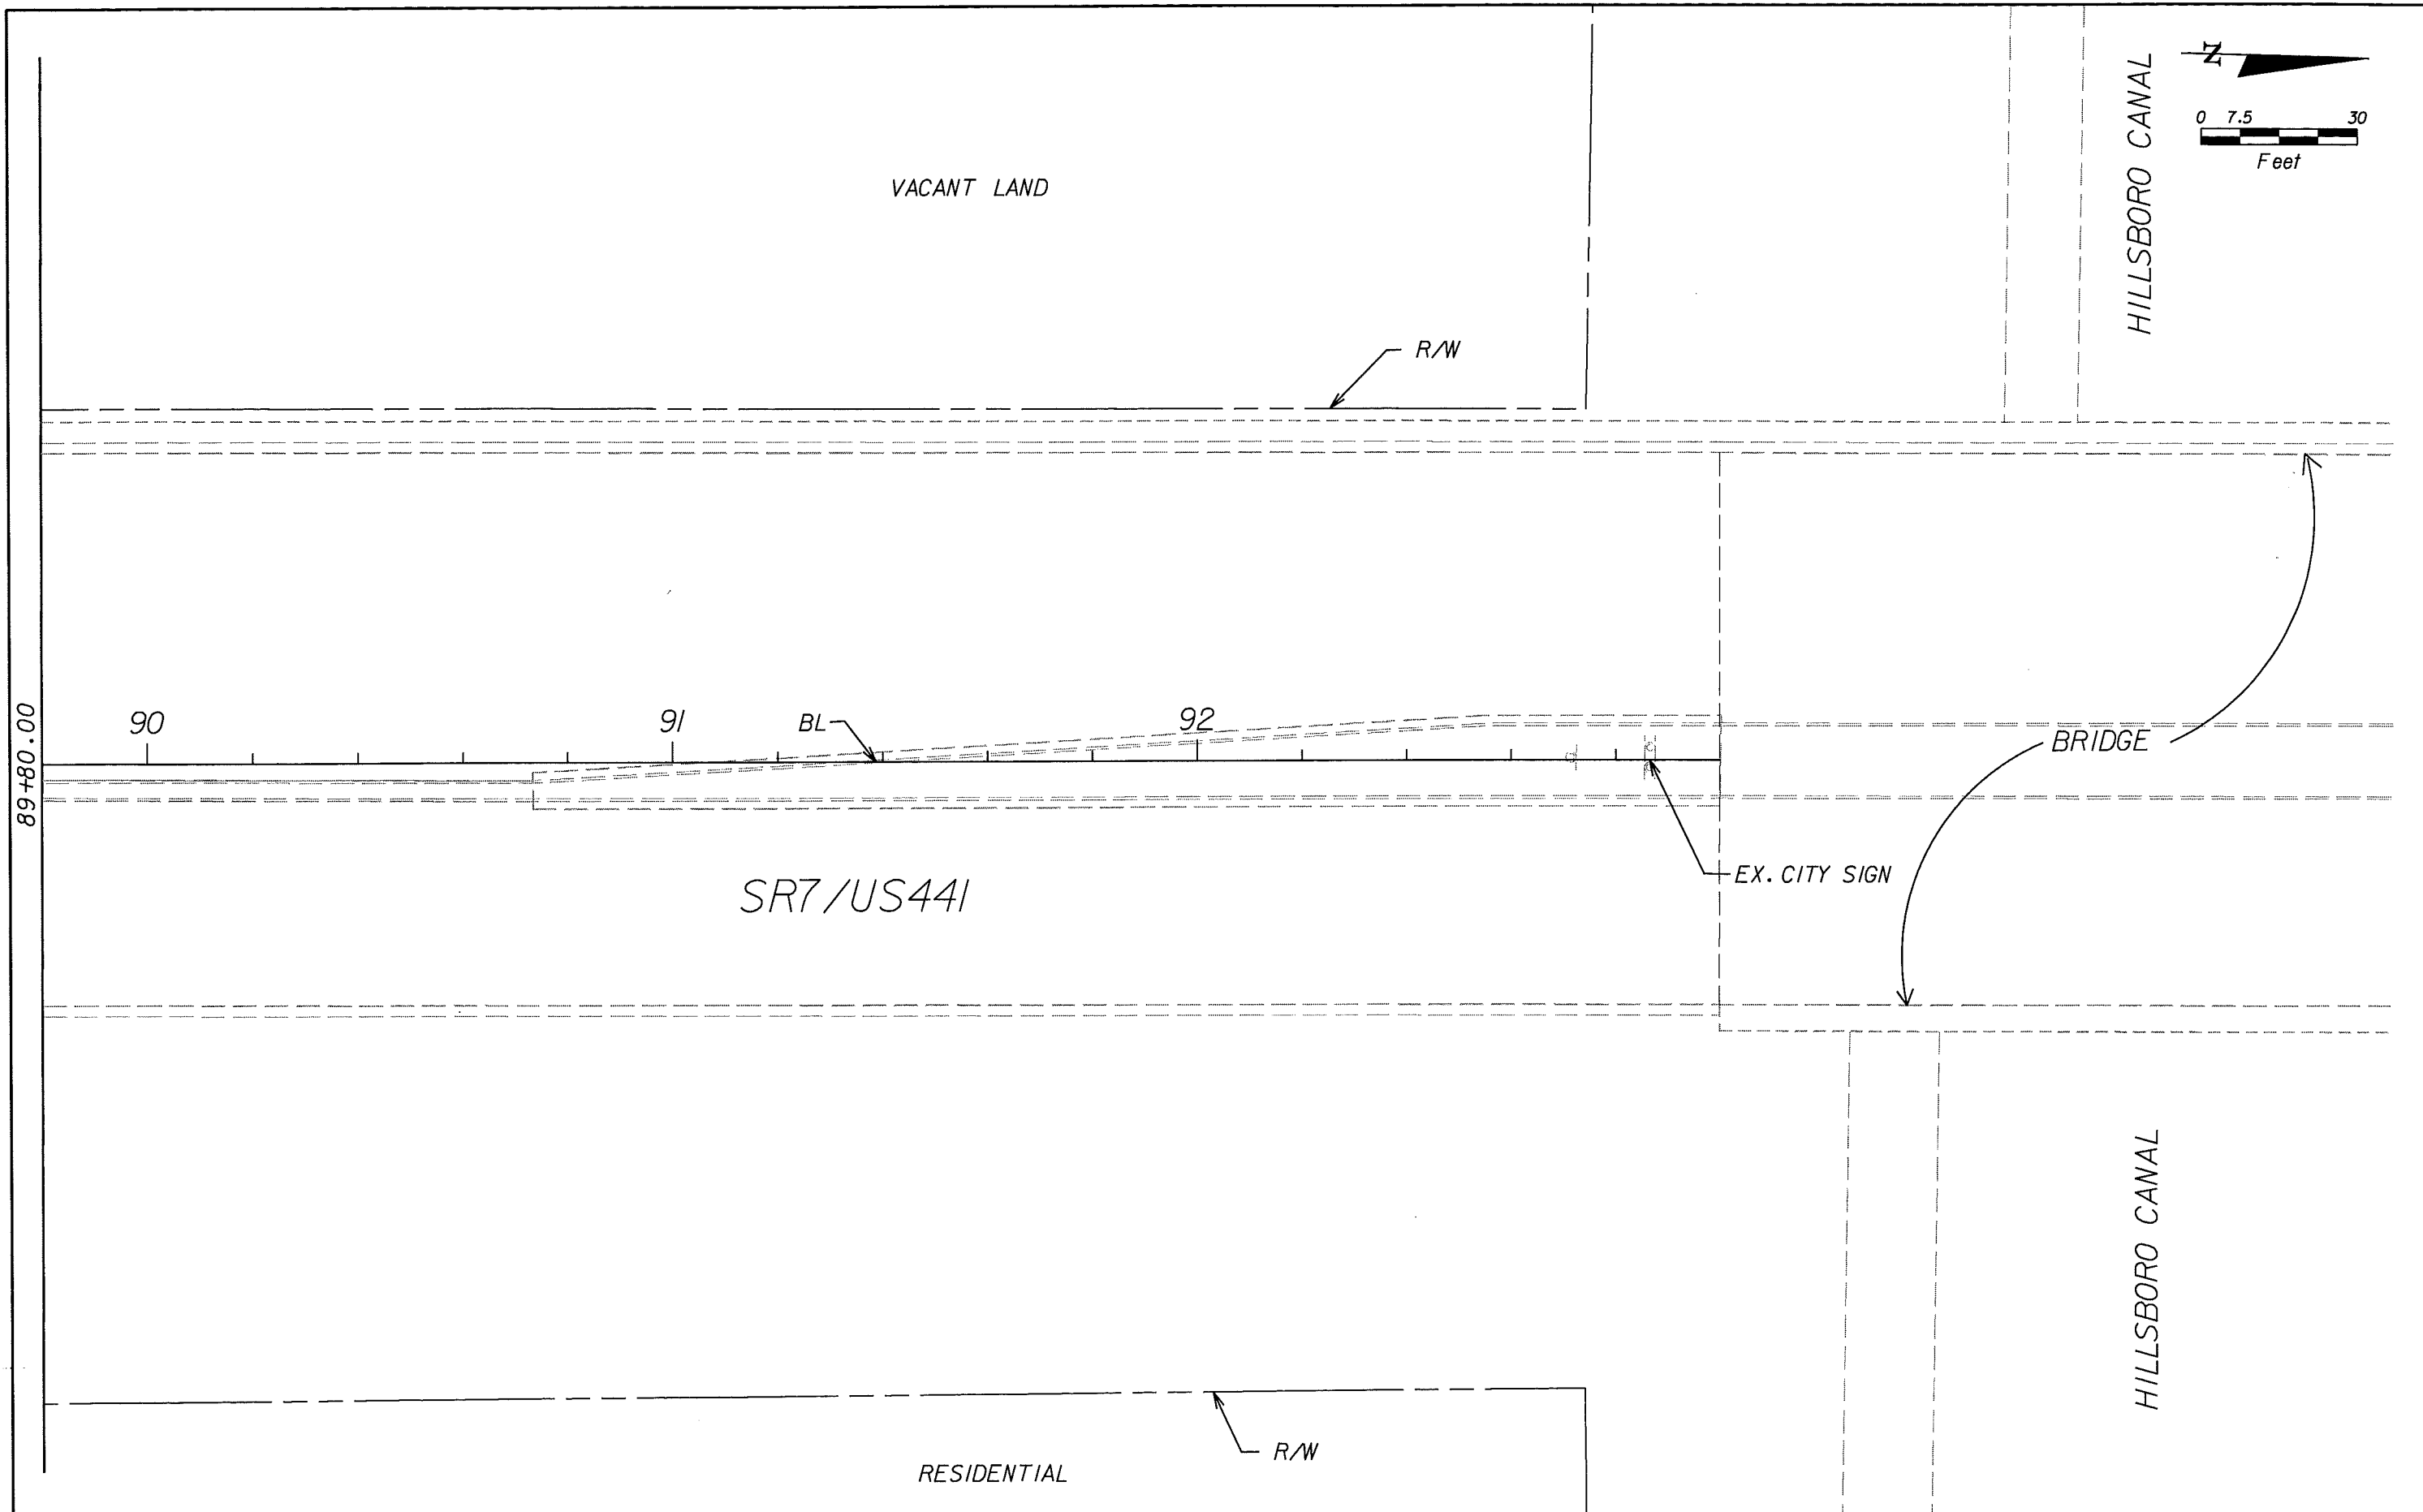 N
0 7.5 30
Feet
HILLSBORO CANAL
VACANT LAND
R/W
89+80.00
90
91
BL
92
BRIDGE
EX. CITY SIGN
SR7/US441
HILLSBORO CANAL
R/W
RESIDENTIAL